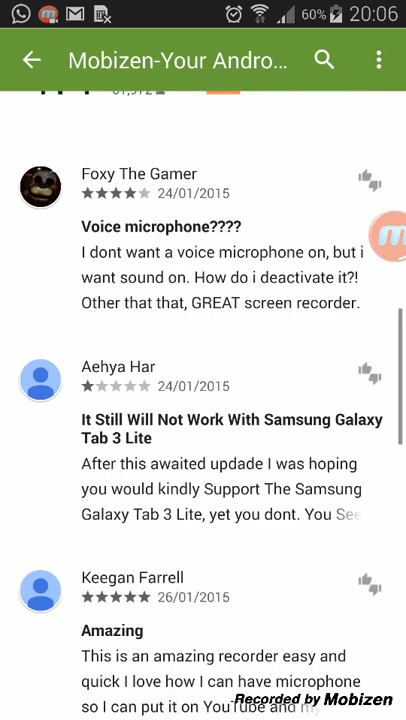 60% 20:06
Mobizen-Your Andro...
Foxy The Gamer
24/01/2015
Voice microphone????
I dont want a voice microphone on, but i
want sound on. How do i deactivate it?!
Other that that, GREAT screen recorder.
Aehya Har
24/01/2015
It Still Will Not Work With Samsung Galaxy
Tab 3 Lite
After this awaited updade I was hoping
you would kindly Support The Samsung
Galaxy Tab 3 Lite, yet you dont. You See
Keegan Farrell
26/01/2015
Amazing
This is an amazing recorder easy and
quick I love how I can have microphone
so I can put it on YouTube and my
Recorded by Mobizen